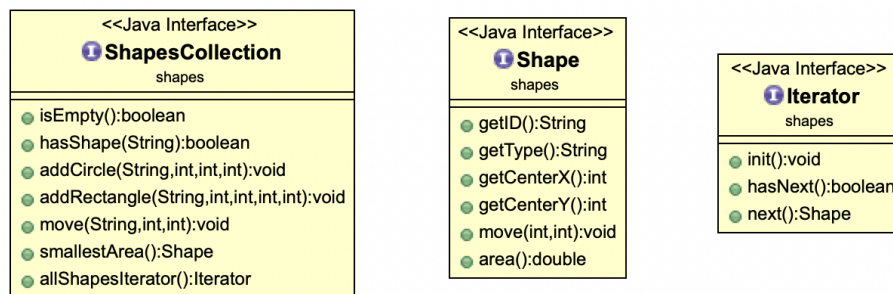 <<Java Interface>>
ShapesCollection
shapes
isEmpty():boolean
hasShape(String):boolean
addCircle(String,int,int,int):void
addRectangle(String,int,int,int,int):void
move(String,int,int):void
smallestArea():Shape
allShapesIterator():Iterator
<<Java Interface>>
Shape
shapes
getID():String
getType():String
getCenterX():int
getCenterY():int
move(int,int):void
area():double
<<Java Interface>>
Iterator
shapes
init():void
hasNext():boolean
next():Shape